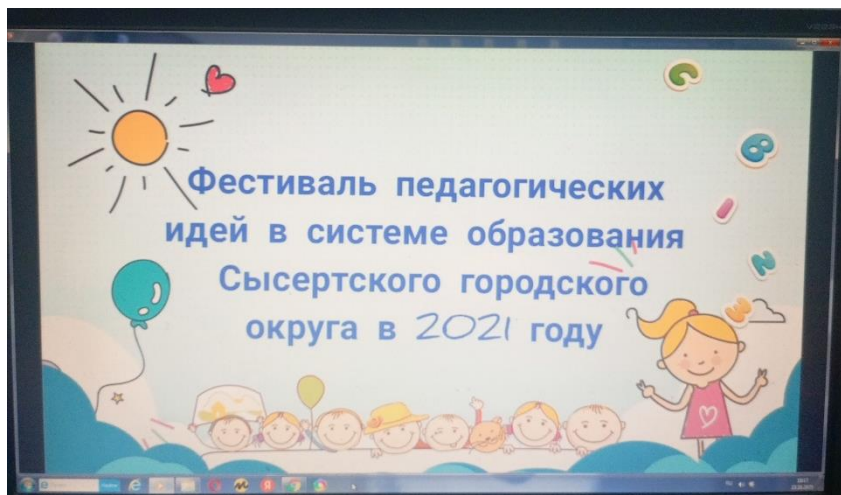 Фестиваль педагогических
идей в системе образования
Сысертского городского
округа в 2021 году